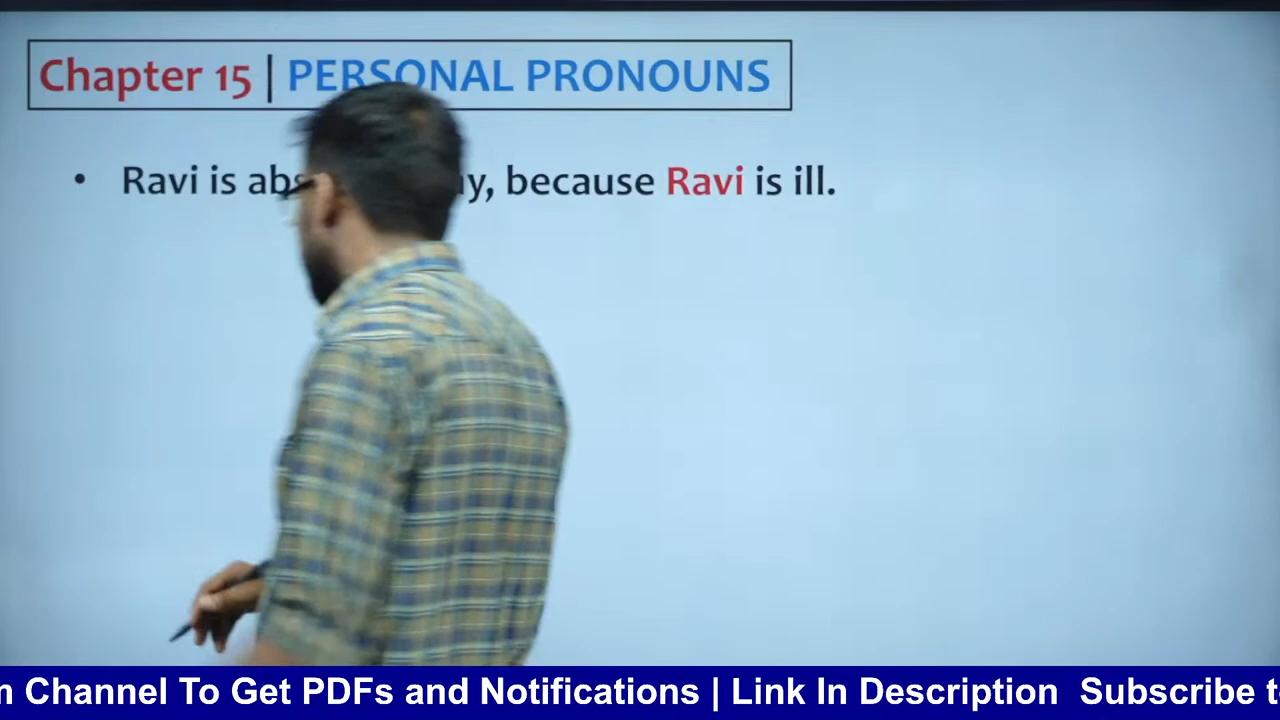 Chapter 15 | PERSONAL PRONOUNS
• Ravi is because Ravi is ill.
Channel To Get PDFs and Notifications | Link In Description Subscribe